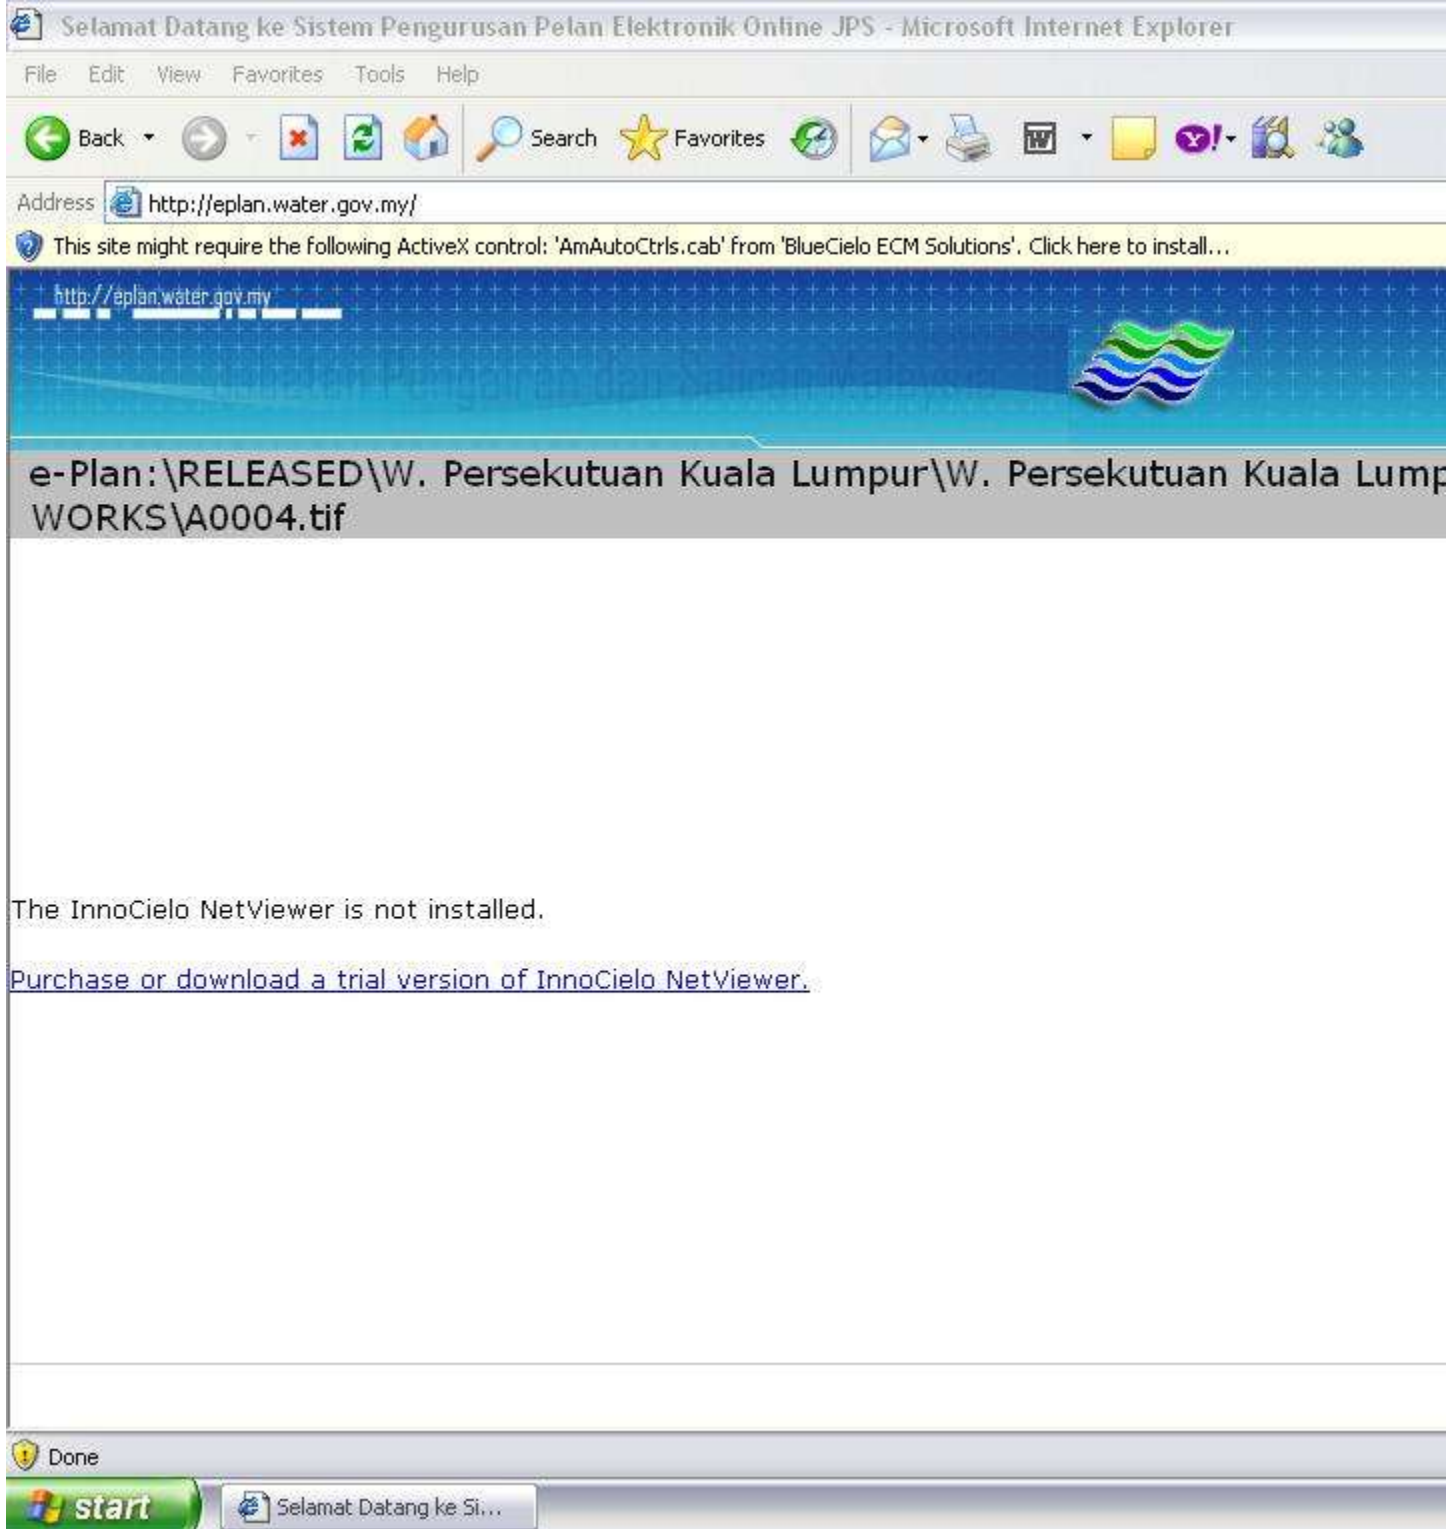 Selamat Datang ke Sistem Pengurusan Pelan Elektronik Online JPS - Microsoft Internet Explorer
File Edit View Favorites Tools Help
Back Search Favorites
Address http://eplan.water.gov.my/
This site might require the following ActiveX control: 'AmAutoCtrls.cab' from 'BlueCielo ECM Solutions'. Click here to install...
http://eplan.water.gov.my
e-Plan:\RELEASED\W. Persekutuan Kuala Lumpur\W. Persekutuan Kuala Lump
WORKS\A0004.tif
The InnoCielo NetViewer is not installed.
Purchase or download a trial version of InnoCielo NetViewer.
Done
start Selamat Datang ke Si...